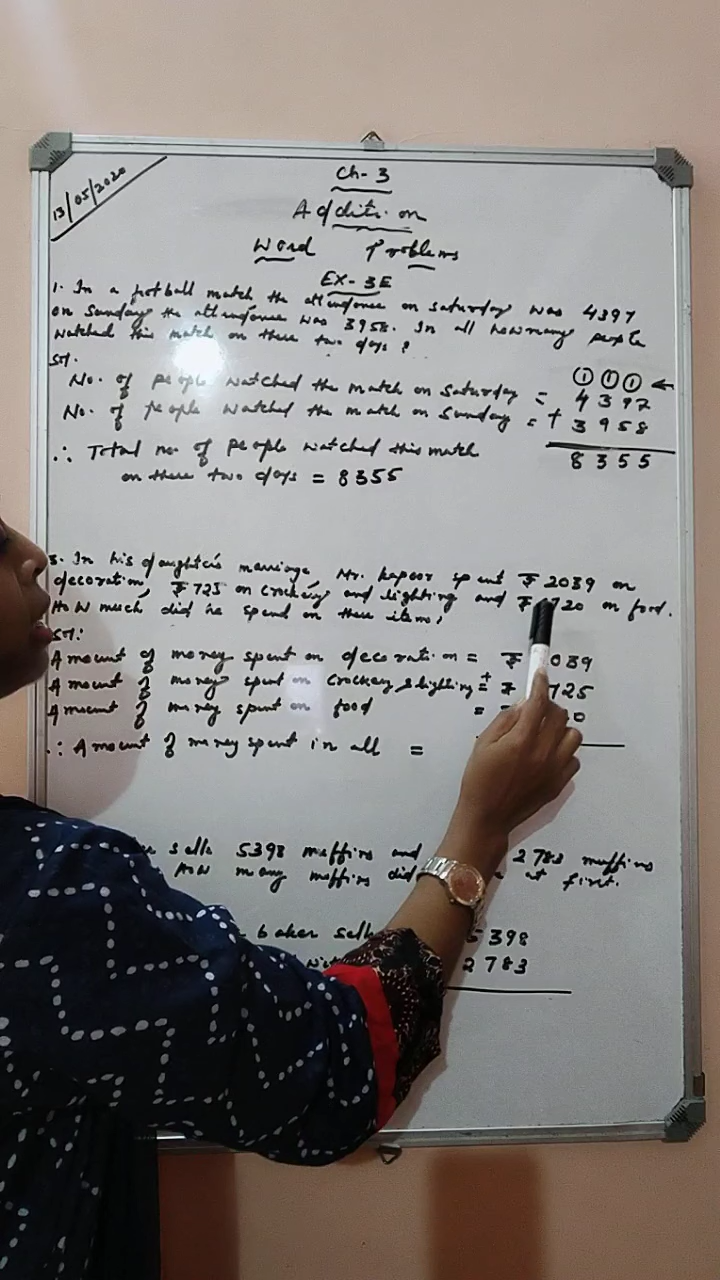 13/05/2020
Ch-3
Addition
Word Problems
EX-3E
1. In a football match the attendance on Saturday was 4397
on Sunday the attendance was 3958. In all how many people
watched this match on these two days?
Sol.
① ① ① ←
No. of people watched the match on Saturday = 4397
No. of people watched the match on Sunday = + 3958
∴ Total no. of people watched this match 8355
on these two days = 8355
3. In his daughter's marriage, Mr. Kapoor spent ₹ 2039 on
decoration, ₹725 on crockery and lighting and ₹ 720 on food.
How much did he spend on these items?
Sol:
Amount of money spent on decoration = ₹ 039
Amount of money spent on crockery & lighting = + ₹ 725
Amount of money spent on food = 0
∴ Amount of money spent in all =
sells 5398 muffins and 2783 muffins
How many muffins did at first.
baker sells 5398
2783